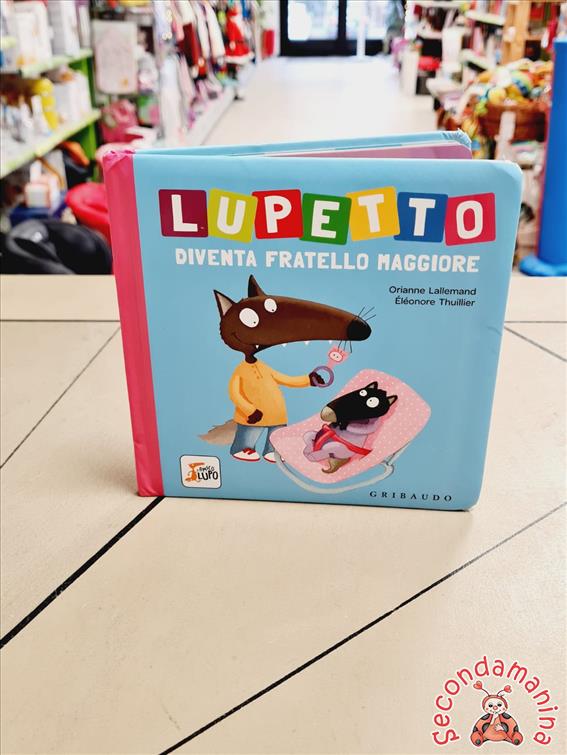 LUPETTO
DIVENTA FRATELLO MAGGIORE
Orianne Lallemand
Éléonore Thuillier
AMICO
LUPO
GRIBAUDO
Secondamanina